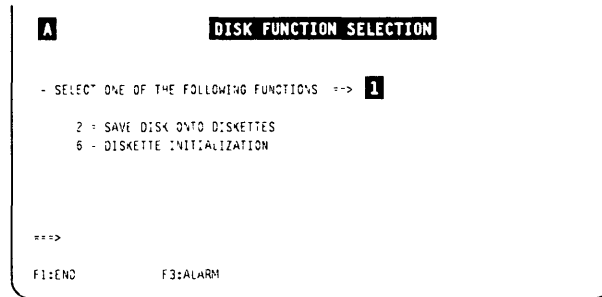 A DISK FUNCTION SELECTION
- SELECT ONE OF THE FOLLOWING FUNCTIONS ==> 1
2 = SAVE DISK ONTO DISKETTES
6 - DISKETTE INITIALIZATION
===>
F1:END F3:ALARM